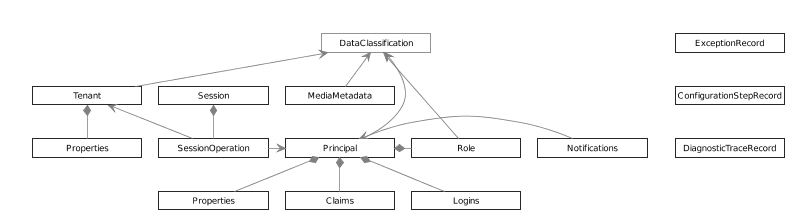 DataClassification
ExceptionRecord
Tenant
Session
MediaMetadata
ConfigurationStepRecord
Properties
SessionOperation
Principal
Role
Notifications
DiagnosticTraceRecord
Properties
Claims
Logins